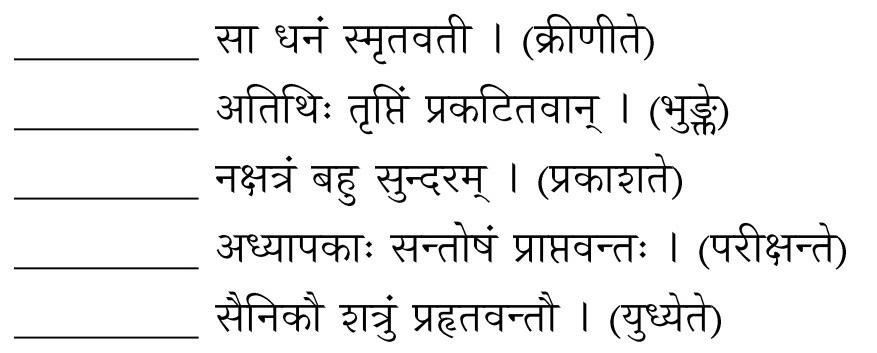 __________ सा धनं स्मृतवती । (क्रीणीते)
__________ अतिथिः तृप्तिं प्रकटितवान् । (भुङ्क्ते)
__________ नक्षत्रं बहु सुन्दरम् । (प्रकाशते)
__________ अध्यापकाः सन्तोषं प्राप्तवन्तः । (परीक्षन्ते)
__________ सैनिकौ शत्रुं प्रहृतवन्तौ । (युध्येते)